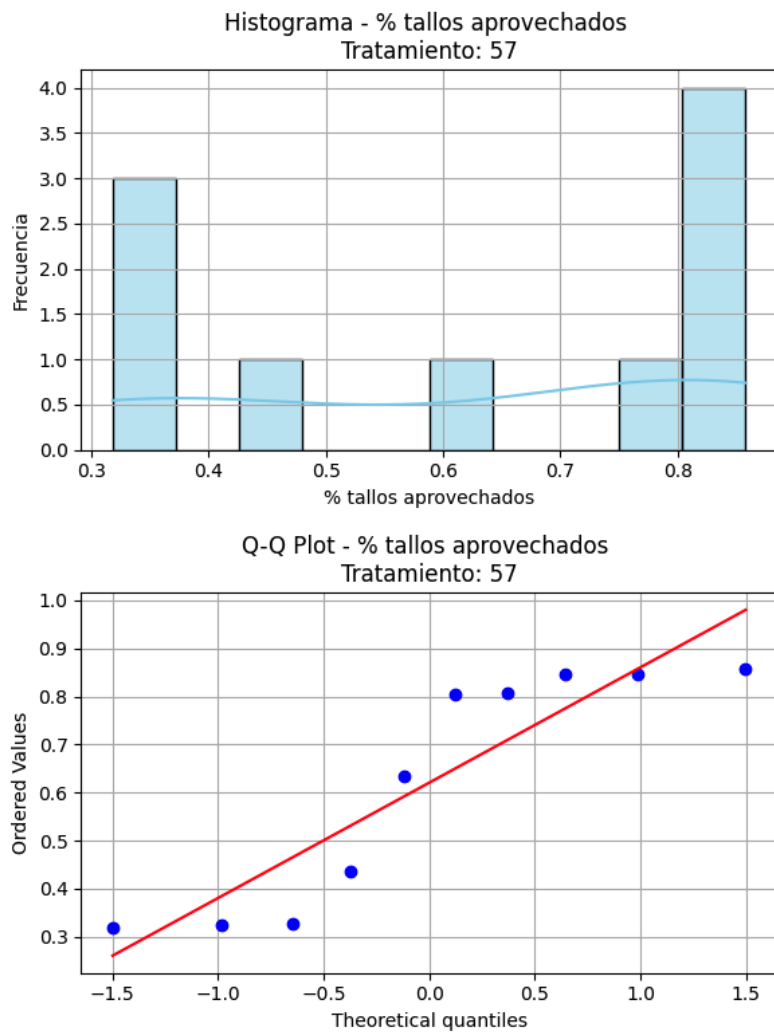 Histograma - % tallos aprovechados
Tratamiento: 57
4.0
3.5
3.0
2.5
2.0
1.5
1.0
0.5
0.0
Frecuencia
0.3 0.4 0.5 0.6 0.7 0.8
% tallos aprovechados
Q-Q Plot - % tallos aprovechados
Tratamiento: 57
1.0
0.9
0.8
0.7
0.6
0.5
0.4
0.3
Ordered Values
−1.5 −1.0 −0.5 0.0 0.5 1.0 1.5
Theoretical quantiles